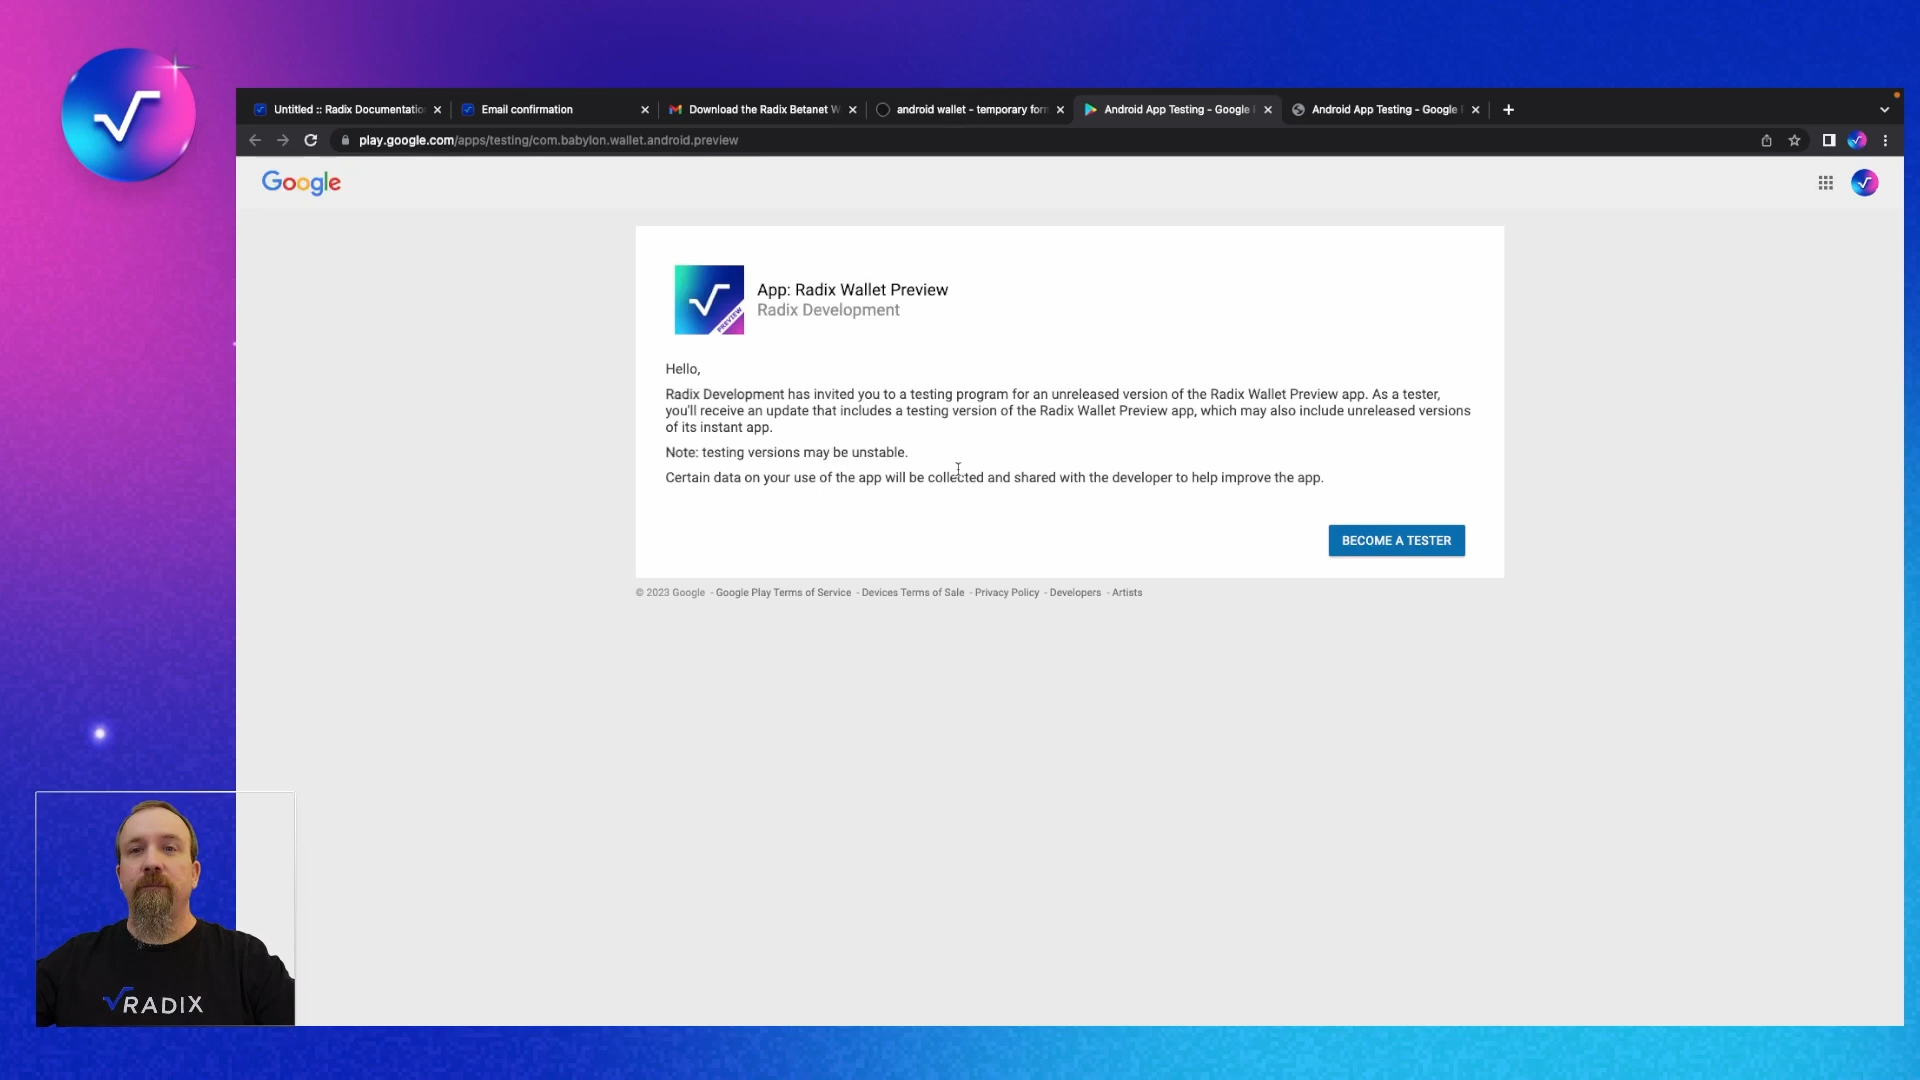 Untitled :: Radix Documentatio
Email confirmation
Download the Radix Betanet W
android wallet - temporary form
Android App Testing - Google
Android App Testing - Google
play.google.com/apps/testing/com.babylon.wallet.android.preview
Google
App: Radix Wallet Preview
Radix Development
PREVIEW
Hello,
Radix Development has invited you to a testing program for an unreleased version of the Radix Wallet Preview app. As a tester,
you'll receive an update that includes a testing version of the Radix Wallet Preview app, which may also include unreleased versions
of its instant app.
Note: testing versions may be unstable.
Certain data on your use of the app will be collected and shared with the developer to help improve the app.
BECOME A TESTER
© 2023 Google - Google Play Terms of Service - Devices Terms of Sale - Privacy Policy - Developers - Artists
RADIX